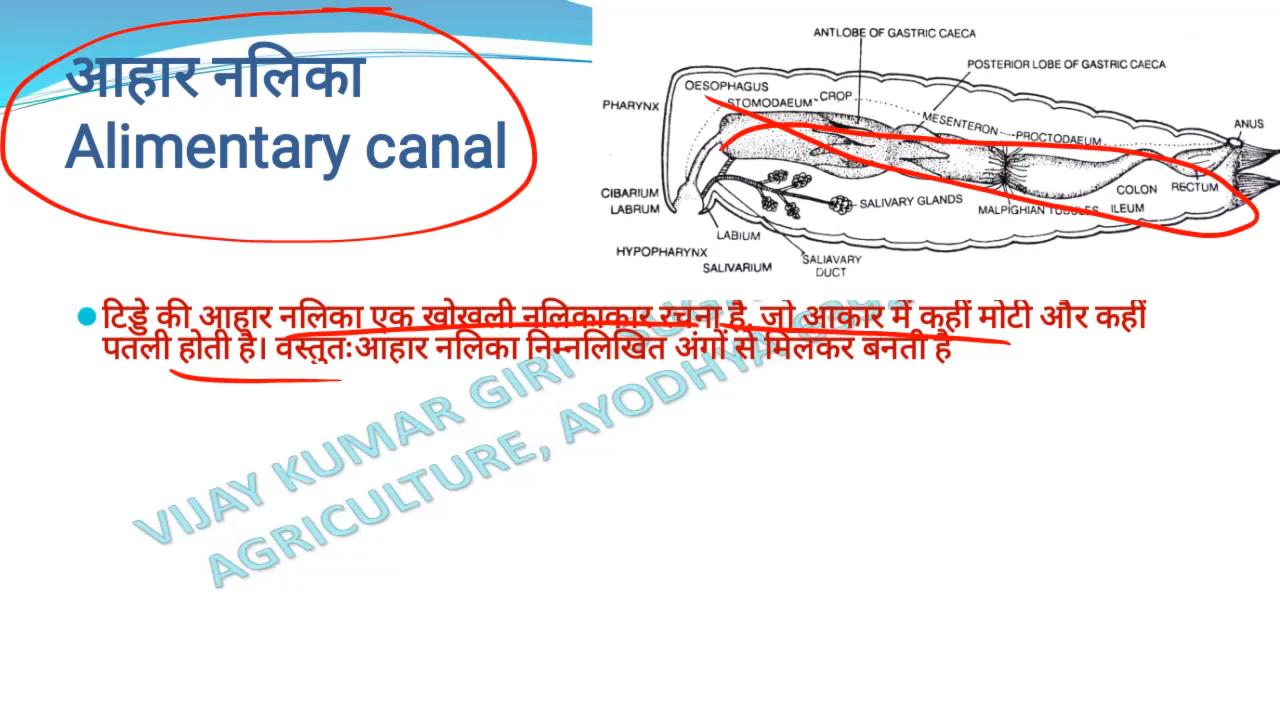 आहार नलिका
Alimentary canal
ANTLOBE OF GASTRIC CAECA
POSTERIOR LOBE OF GASTRIC CAECA
OESOPHAGUS
STOMODAEUM
CROP
PHARYNX
MESENTERON
PROCTODAEUM
ANUS
CIBARIUM
LABRUM
SALIVARY GLANDS
COLON
RECTUM
MALPIGHIAN TUBULES
ILEUM
LABIUM
HYPOPHARYNX
SALIVARIUM
SALIAVARY
DUCT
टिड्डे की आहार नलिका एक खोखली नलिकाकार रचना है, जो आकार में कहीं मोटी और कहीं
पतली होती है। वस्तुतःआहार नलिका निम्नलिखित अंगों से मिलकर बनती है
VIJAY KUMAR GIRI
AGRICULTURE, AYODHYA